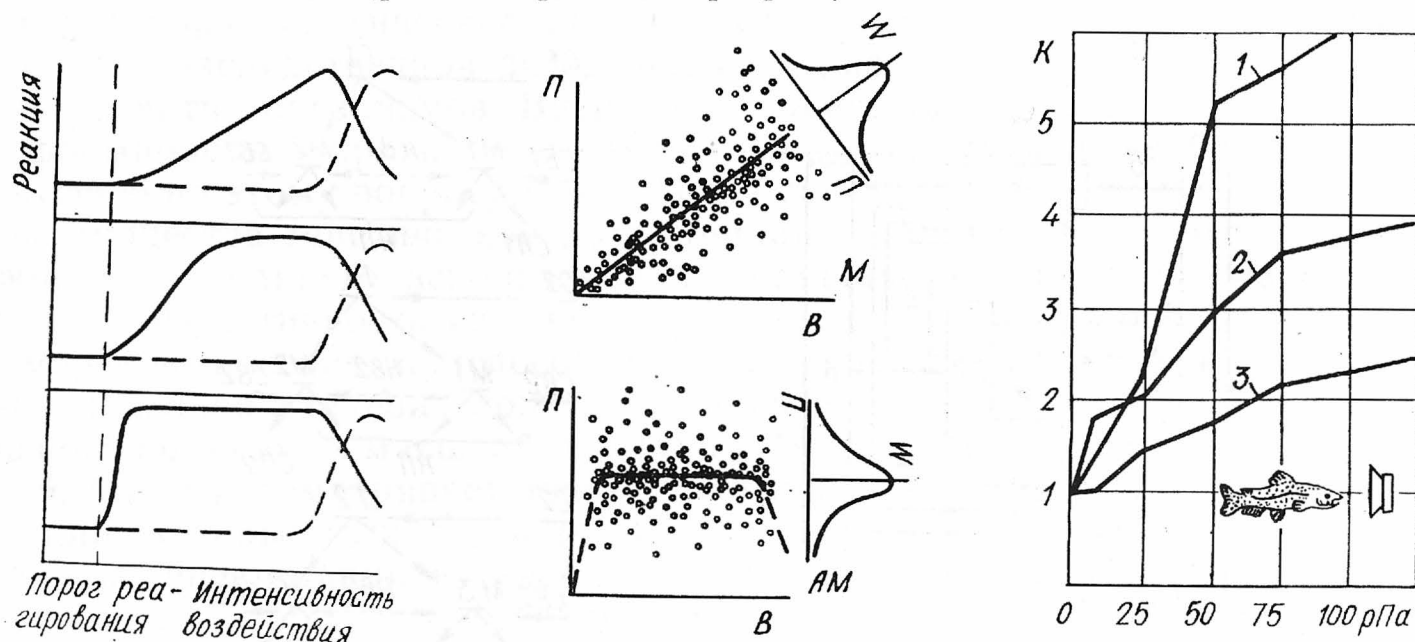 Реакция
Порог реа- Интенсивность
гирования воздействия
П
М
В
П
М
П
В
АМ
П
М
К
5
4
3
2
1
1
2
3
0 25 50 75 100 рПа